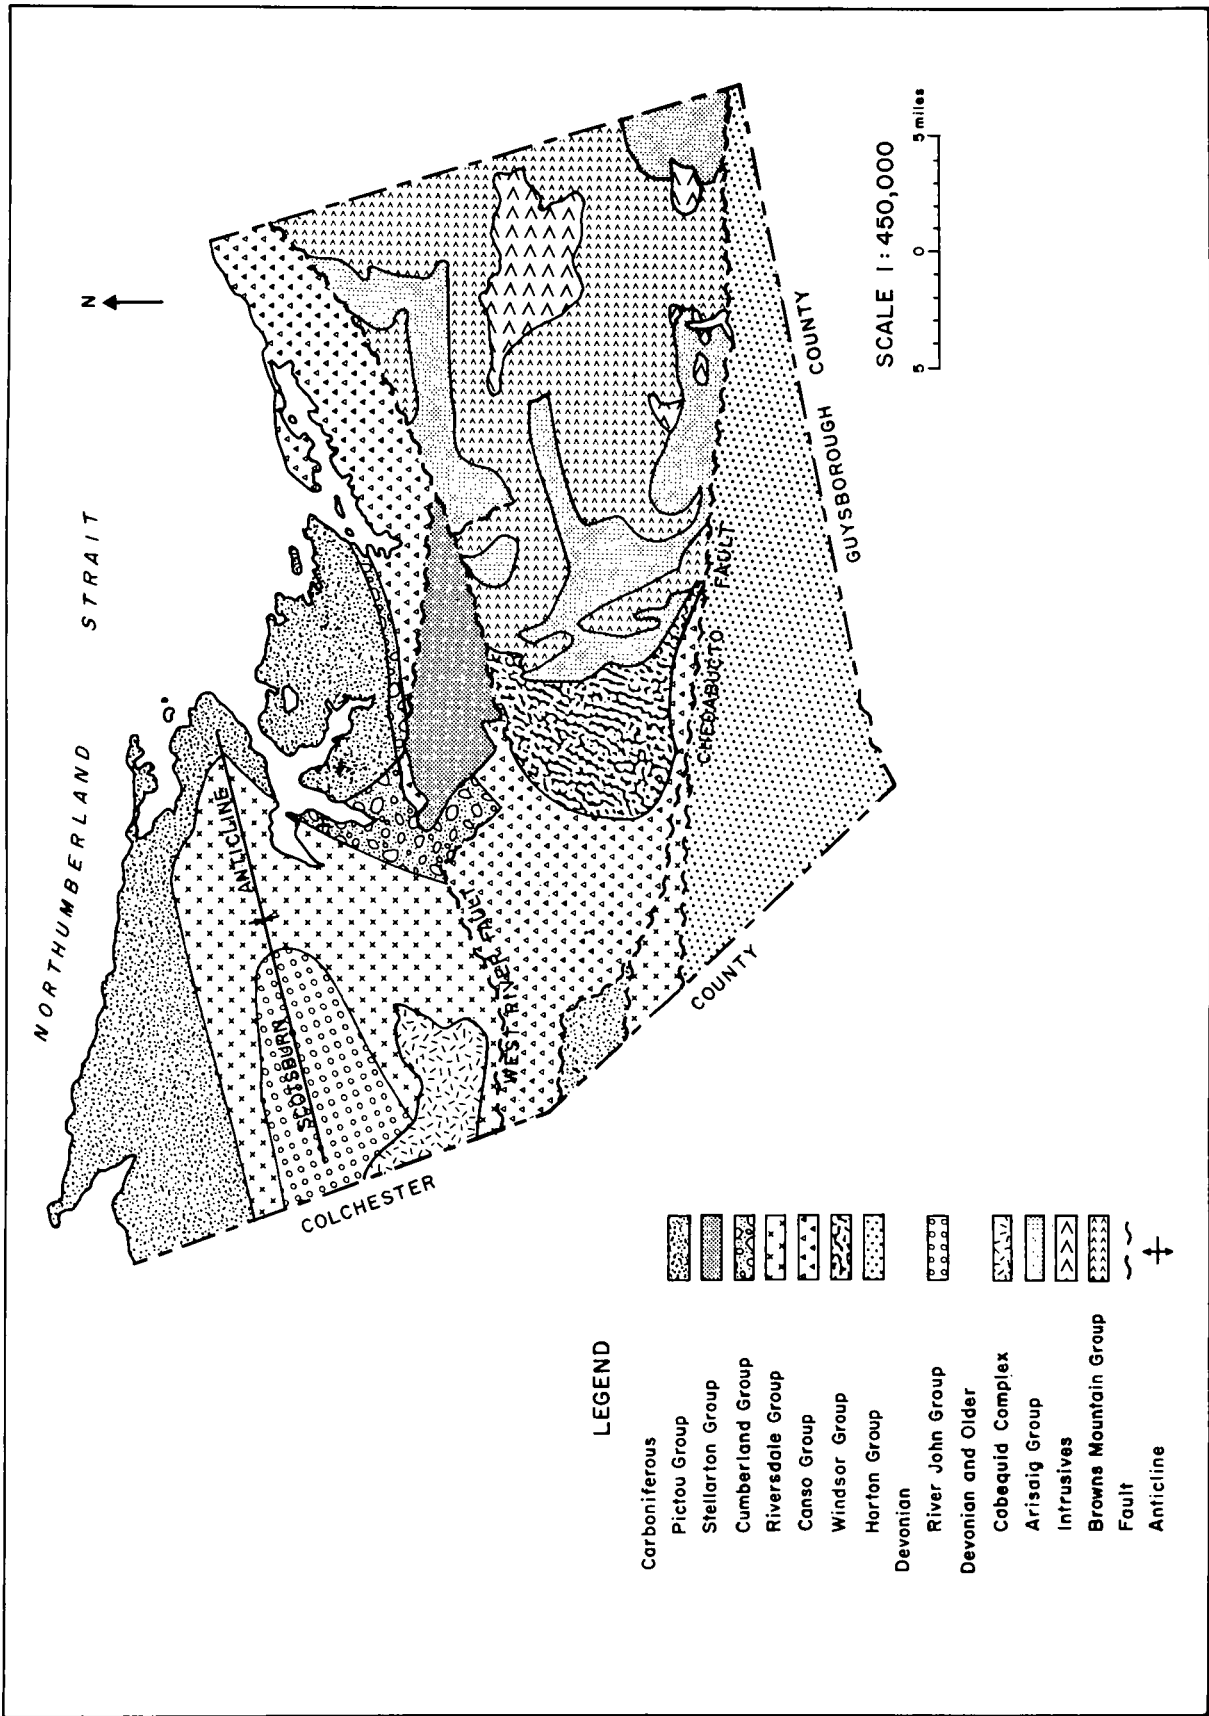 NORTHUMBERLAND STRAIT
N
SCOTSBURN ANTICLINE
WEST RIVER FAULT
CHEDABUCTO FAULT
COLCHESTER
COUNTY
GUYSBOROUGH COUNTY
SCALE 1:450,000
5 0 5 miles
LEGEND
Carboniferous
Pictou Group
Stellarton Group
Cumberland Group
Riversdale Group
Canso Group
Windsor Group
Horton Group
Devonian
River John Group
Devonian and Older
Cobequid Complex
Arisaig Group
Intrusives
Browns Mountain Group
Fault
Anticline